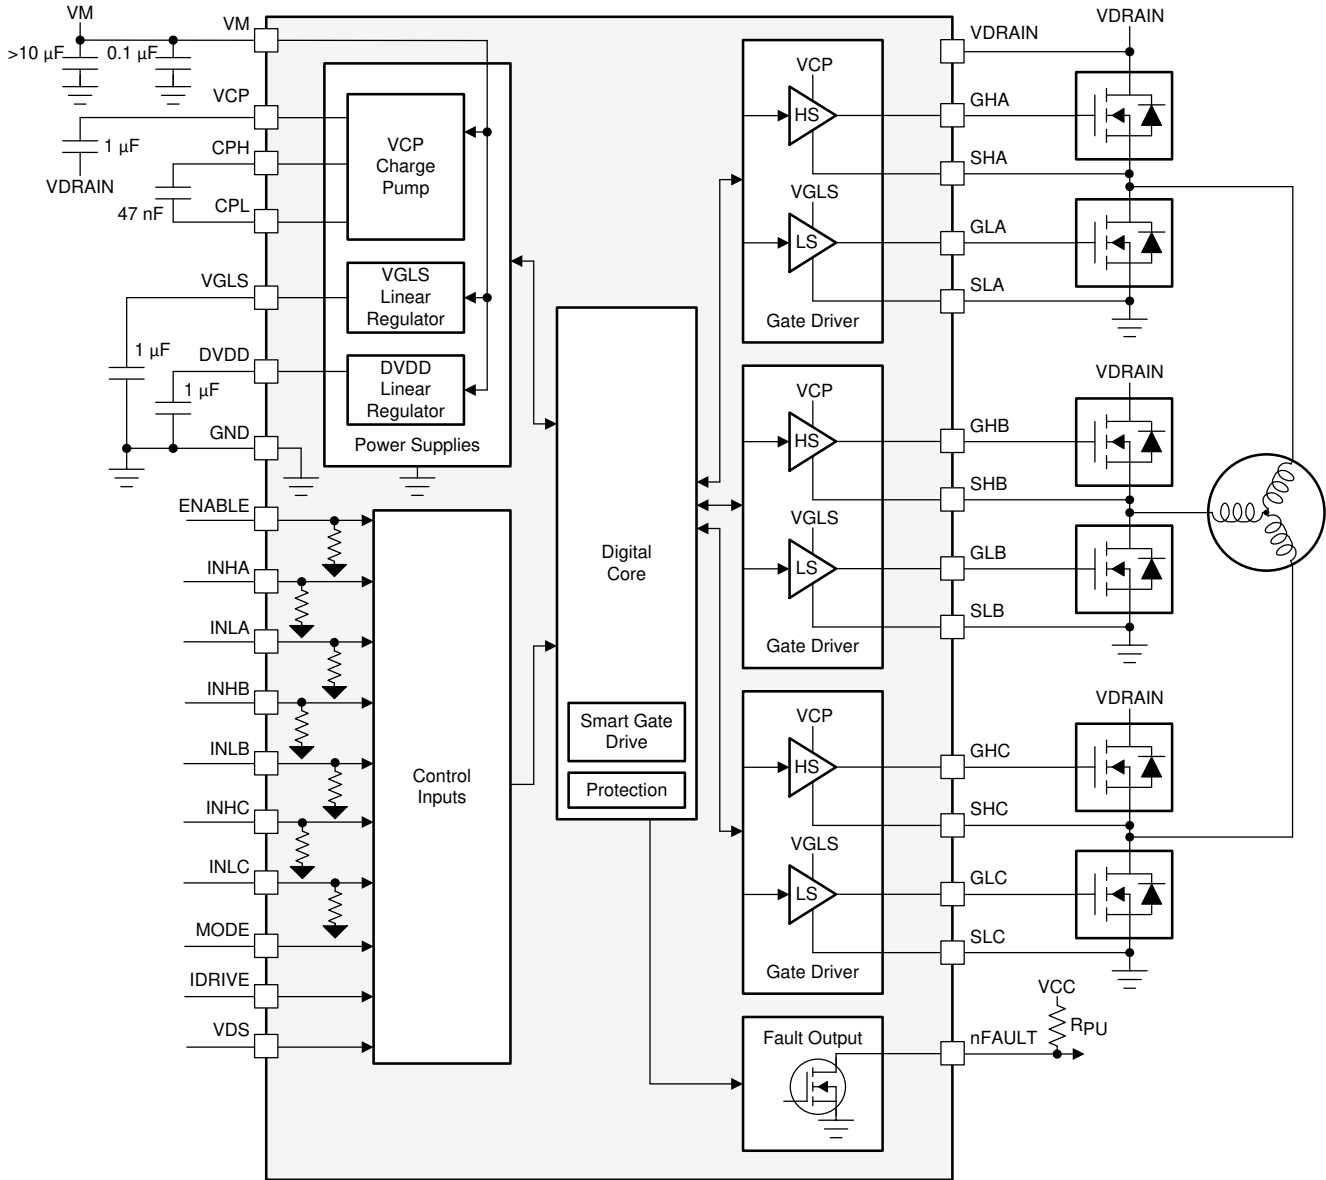 VM
>10 µF
0.1 µF
VM
VCP
1 µF
VDRAIN
CPH
47 nF
CPL
VGLS
1 µF
DVDD
1 µF
GND
VCP
Charge
Pump
VGLS
Linear
Regulator
DVDD
Linear
Regulator
Power Supplies
ENABLE
INHA
INLA
INHB
INLB
INHC
INLC
MODE
IDRIVE
VDS
Control
Inputs
Digital
Core
Smart Gate
Drive
Protection
VCP
HS
VGLS
LS
Gate Driver
VCP
HS
VGLS
LS
Gate Driver
VCP
HS
VGLS
LS
Gate Driver
Fault Output
VDRAIN
VDRAIN
GHA
SHA
GLA
SLA
VDRAIN
GHB
SHB
GLB
SLB
VDRAIN
GHC
SHC
GLC
SLC
VCC
RPU
nFAULT